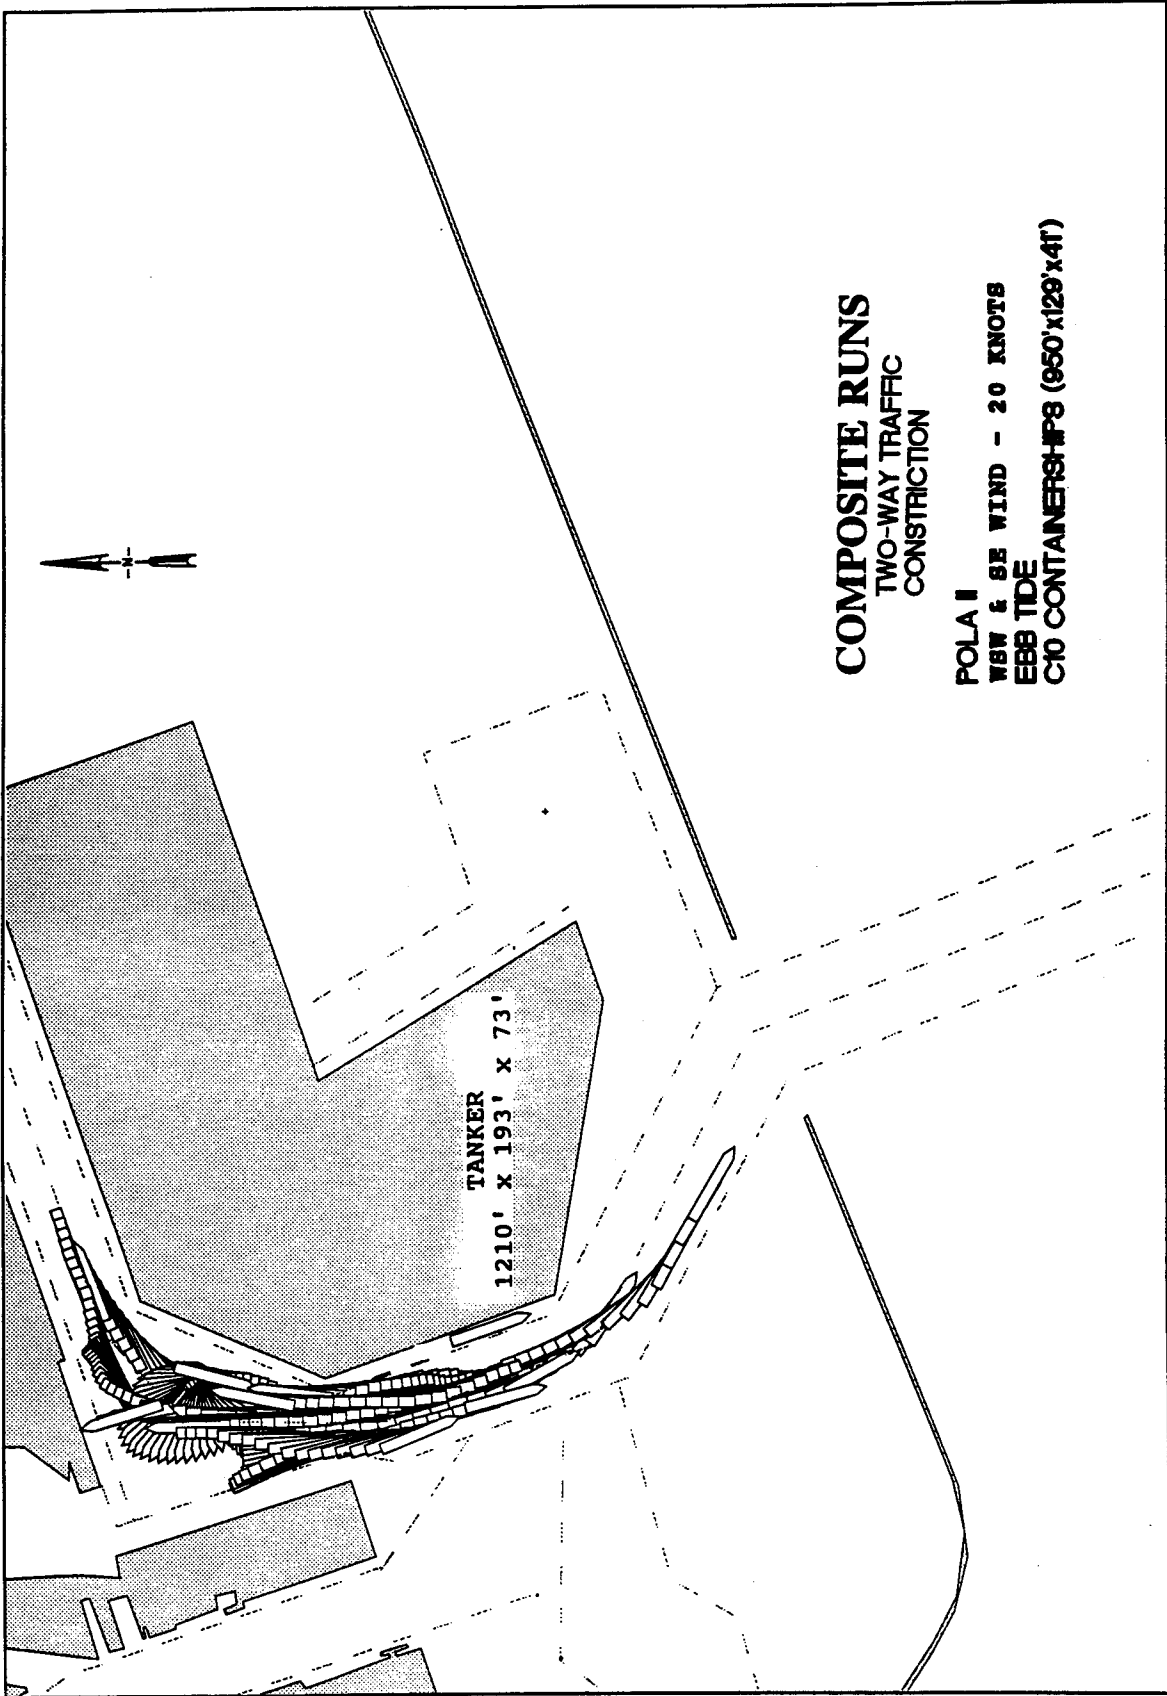 -N-
TANKER
1210' x 193' x 73'
COMPOSITE RUNS
TWO-WAY TRAFFIC
CONSTRICTION
POLA II
WSW & SE WIND - 20 KNOTS
EBB TIDE
C10 CONTAINERSHIPS (950'x129'x41')